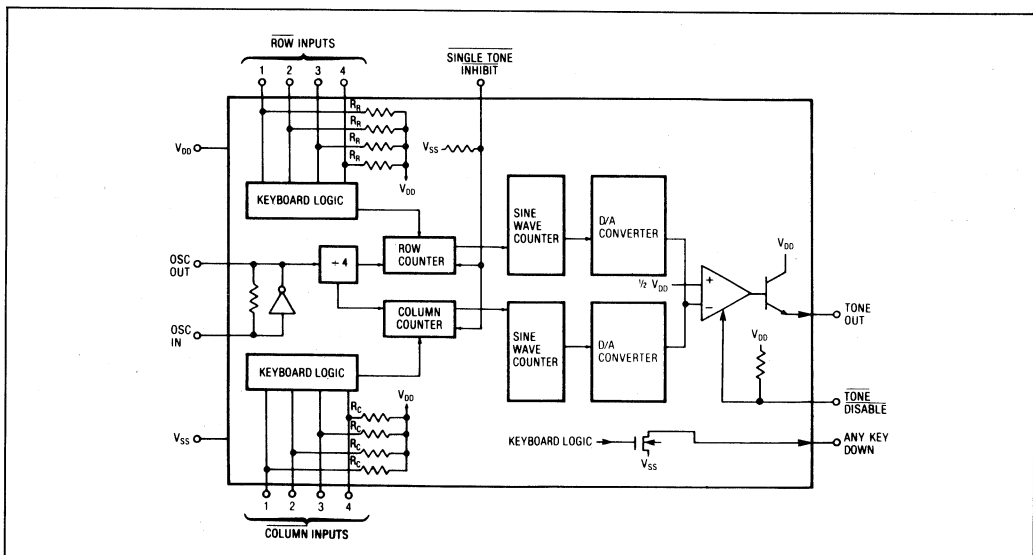 ROW INPUTS
1 2 3 4
SINGLE TONE
INHIBIT
R_R
R_R
R_R
R_R
V_DD
V_SS
V_DD
KEYBOARD LOGIC
SINE
WAVE
COUNTER
D/A
CONVERTER
OSC
OUT
÷ 4
ROW
COUNTER
V_DD
½ V_DD
+
−
TONE
OUT
OSC
IN
COLUMN
COUNTER
SINE
WAVE
COUNTER
D/A
CONVERTER
V_DD
KEYBOARD LOGIC
V_DD
TONE
DISABLE
R_C
R_C
R_C
R_C
V_SS
KEYBOARD LOGIC
V_SS
ANY KEY
DOWN
1 2 3 4
COLUMN INPUTS